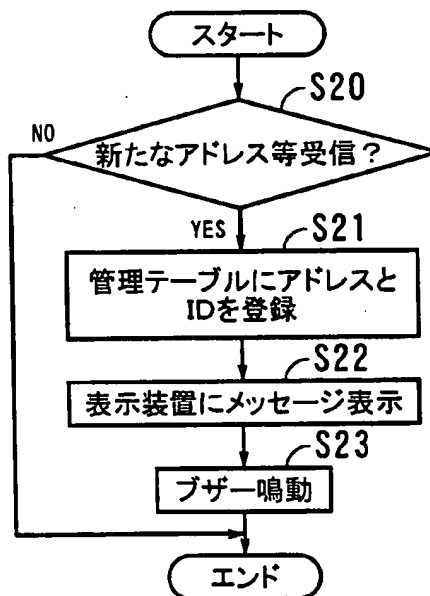 スタート
S20
新たなアドレス等受信？
NO
YES
S21
管理テーブルにアドレスと
IDを登録
S22
表示装置にメッセージ表示
S23
ブザー鳴動
エンド